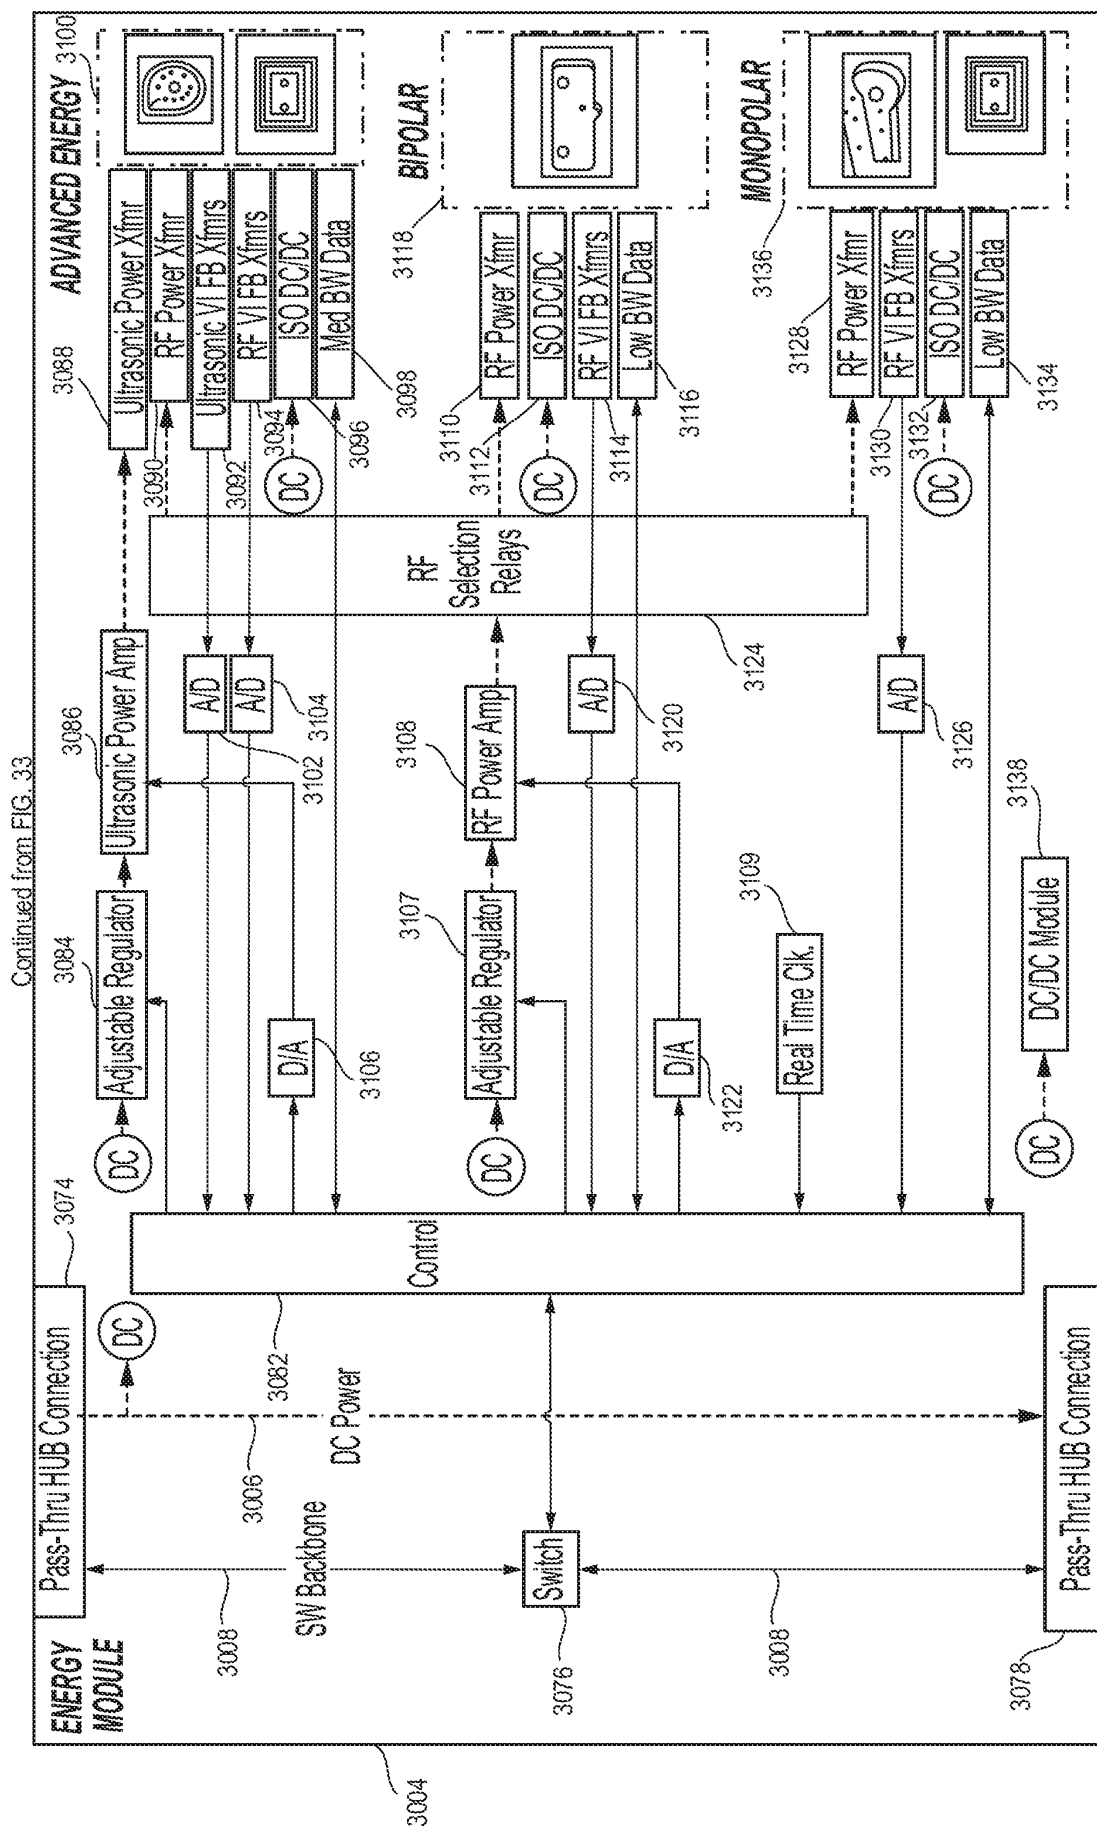 Continued from FIG. 33
ENERGY
MODULE
3004
Pass-Thru HUB Connection
3074
3008
SW Backbone
3006
DC Power
DC
Switch
3076
3008
Pass-Thru HUB Connection
3078
Control
3082
DC
Adjustable Regulator
3084
Ultrasonic Power Amp
3086
A/D
3102
A/D
3104
D/A
3106
DC
Adjustable Regulator
3107
RF Power Amp
3108
A/D
3120
D/A
3122
Real Time Clk.
3109
A/D
3126
DC
DC/DC Module
3138
RF
Selection
Relays
3124
ADVANCED ENERGY
3100
3088
Ultrasonic Power Xfmr
RF Power Xfmr
3090
Ultrasonic VI FB Xfmrs
3092
RF VI FB Xfmrs
3094
ISO DC/DC
3096
DC
Med BW Data
3098
BIPOLAR
3118
RF Power Xfmr
3110
ISO DC/DC
3112
DC
RF VI FB Xfmrs
3114
Low BW Data
3116
MONOPOLAR
3136
RF Power Xfmr
3128
RF VI FB Xfmrs
3130
ISO DC/DC
3132
DC
Low BW Data
3134